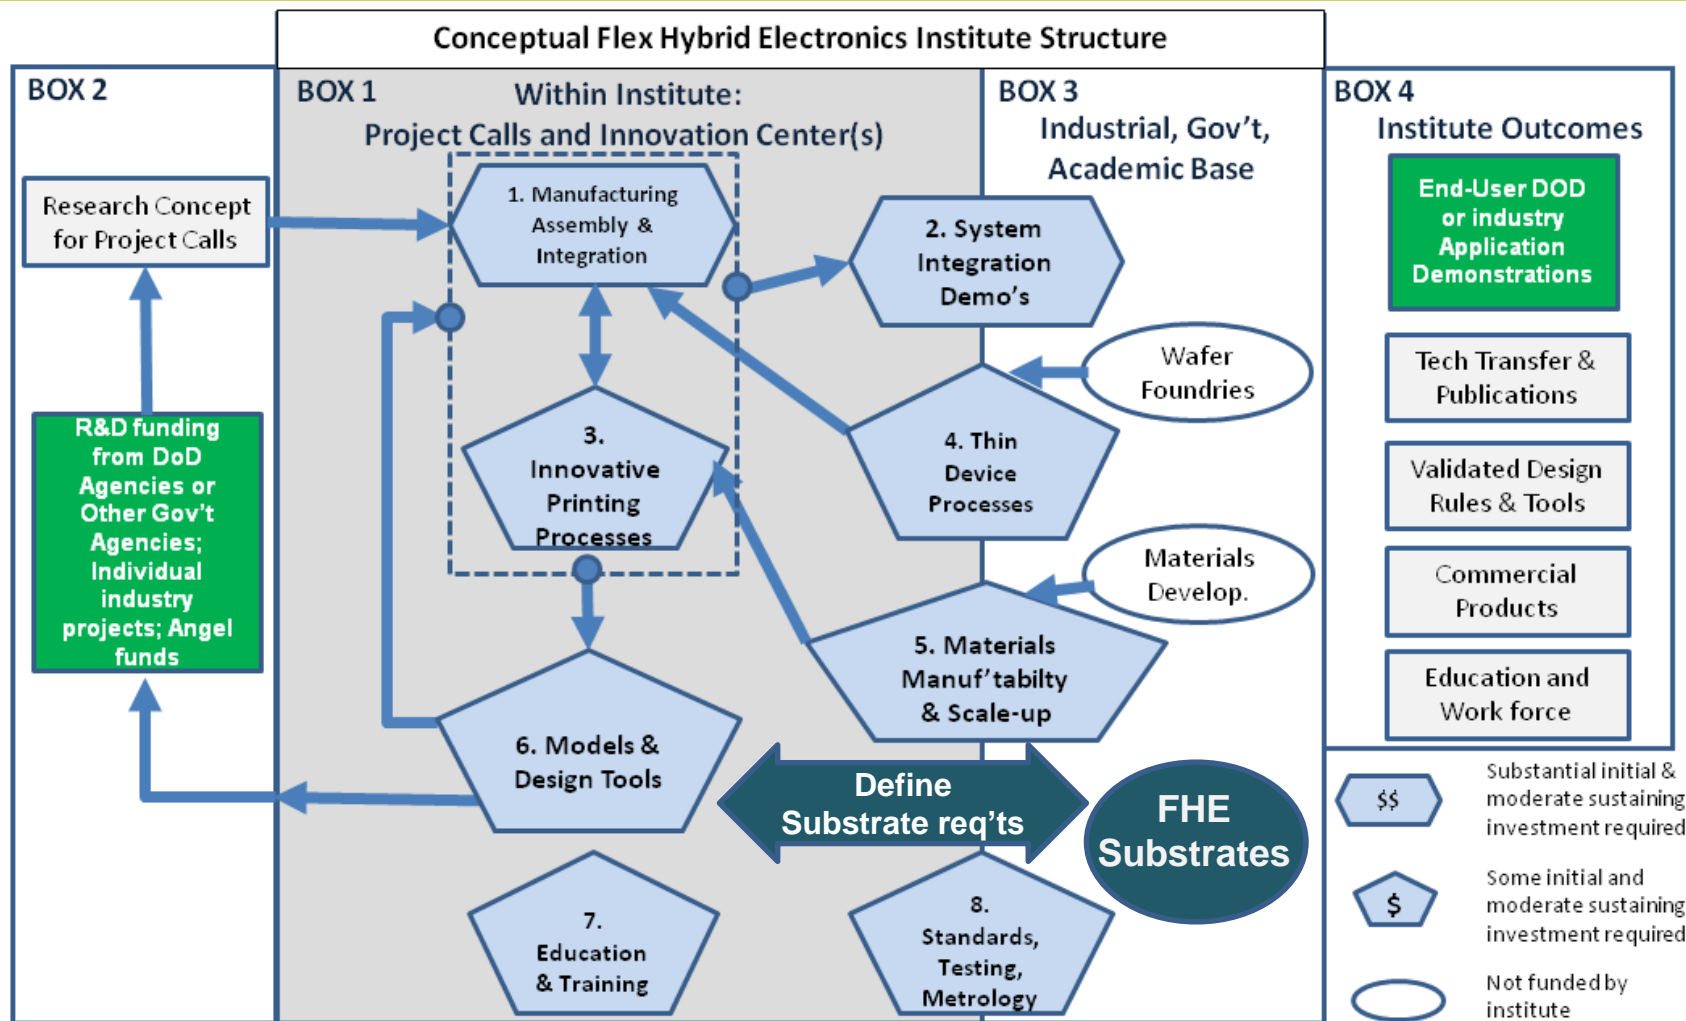 Conceptual Flex Hybrid Electronics Institute Structure
BOX 2
Research Concept
for Project Calls
R&D funding
from DoD
Agencies or
Other Gov't
Agencies;
Individual
industry
projects; Angel
funds
BOX 1
Within Institute:
Project Calls and Innovation Center(s)
1. Manufacturing
Assembly &
Integration
2. System
Integration
Demo's
3.
Innovative
Printing
Processes
4. Thin
Device
Processes
5. Materials
Manuf'tabilty
& Scale-up
6. Models &
Design Tools
Define
Substrate req'ts
7.
Education
& Training
8.
Standards,
Testing,
Metrology
BOX 3
Industrial, Gov't,
Academic Base
Wafer
Foundries
Materials
Develop.
FHE
Substrates
BOX 4
Institute Outcomes
End-User DOD
or industry
Application
Demonstrations
Tech Transfer &
Publications
Validated Design
Rules & Tools
Commercial
Products
Education and
Work force
$$
Substantial initial &
moderate sustaining
investment required
$
Some initial and
moderate sustaining
investment required
Not funded by
institute